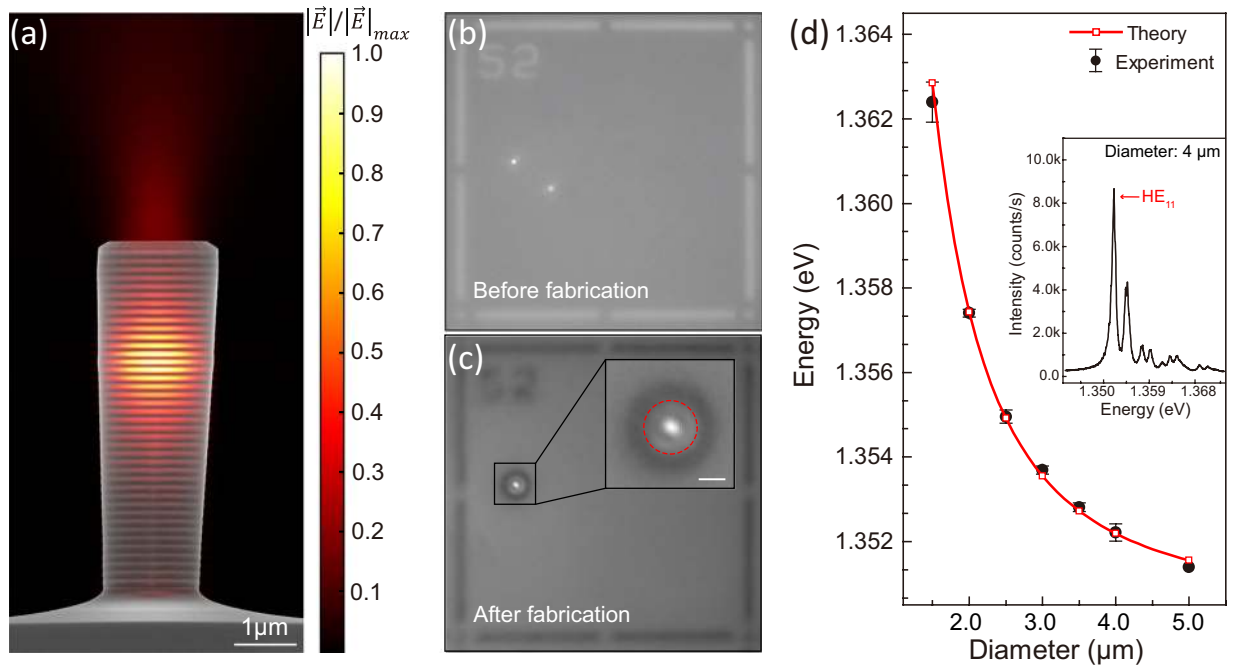 (a)
|E⃗|/|E⃗|max
1.0
0.9
0.8
0.7
0.6
0.5
0.4
0.3
0.2
0.1
1μm
(b)
52
Before fabrication
(c)
After fabrication
(d)
Theory
Experiment
1.364
1.362
1.360
1.358
1.356
1.354
1.352
Energy (eV)
2.0 3.0 4.0 5.0
Diameter (μm)
Diameter: 4 μm
HE11
10.0k
8.0k
6.0k
4.0k
2.0k
0.0
Intensity (counts/s)
1.350 1.359 1.368
Energy (eV)